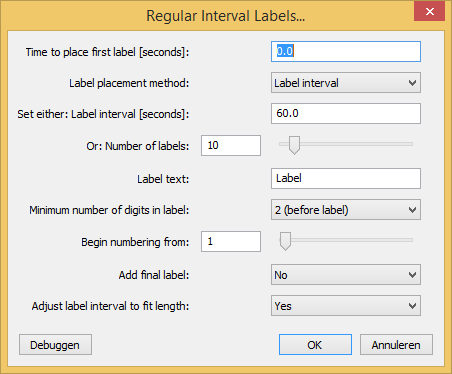 Regular Interval Labels...
Time to place first label [seconds]: 0.0
Label placement method: Label interval
Set either: Label interval [seconds]: 60.0
Or: Number of labels: 10
Label text: Label
Minimum number of digits in label: 2 (before label)
Begin numbering from: 1
Add final label: No
Adjust label interval to fit length: Yes
Debuggen OK Annuleren